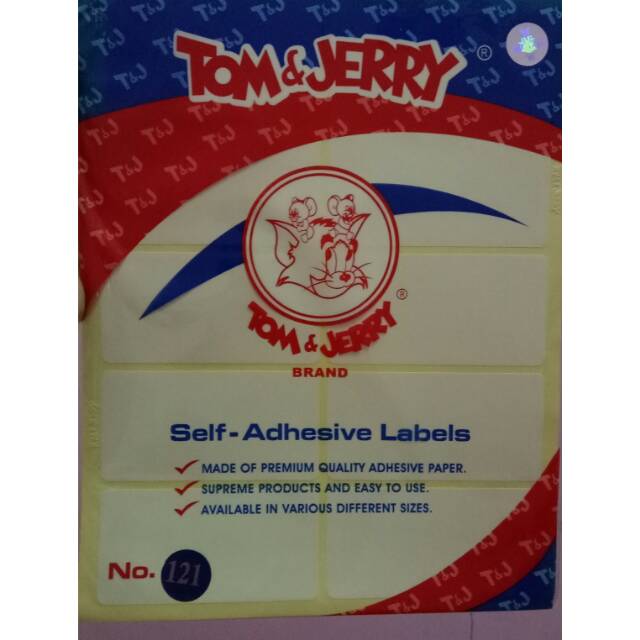 TOM & JERRY ®
TOM & JERRY ®
BRAND
Self-Adhesive Labels
MADE OF PREMIUM QUALITY ADHESIVE PAPER.
SUPREME PRODUCTS AND EASY TO USE.
AVAILABLE IN VARIOUS DIFFERENT SIZES.
No. 121
T&J